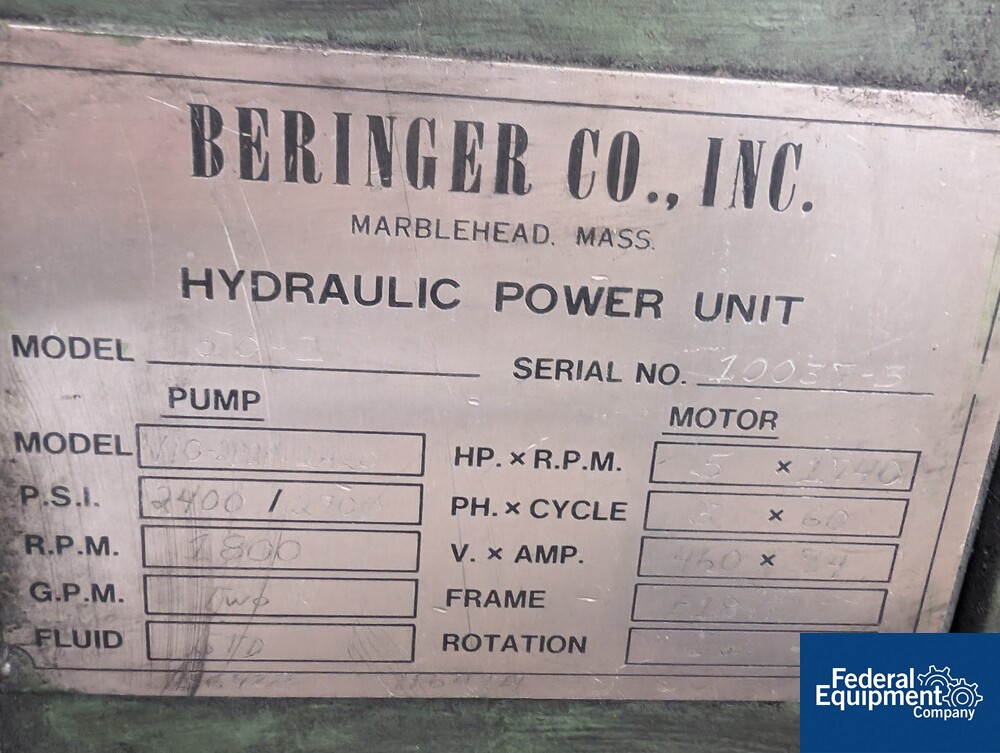 BERINGER CO., INC.
MARBLEHEAD, MASS.
HYDRAULIC POWER UNIT
MODEL
SERIAL NO.
PUMP
MOTOR
MODEL
HP. × R.P.M. × 1740
P.S.I. 2400 /
PH. × CYCLE × 60
R.P.M. 1800
V. × AMP. 460 ×
G.P.M.
FRAME
FLUID
ROTATION
Federal
Equipment
Company